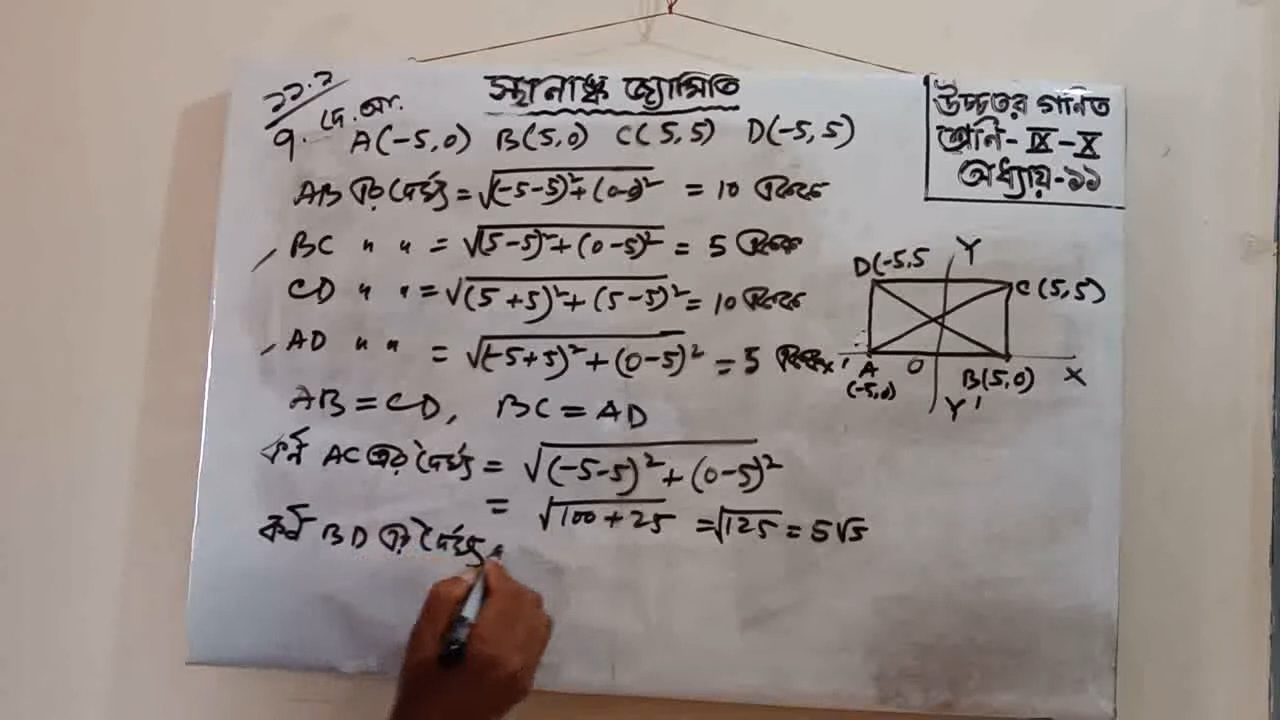 স্থানাঙ্ক জ্যামিতি
উচ্চতর গনিত
শ্রেনি- IX - X
অধ্যায়-১১
১১.২
৭. দে. আ. A(-5,0) B(5,0) C(5,5) D(-5,5)
AB এর দৈর্ঘ্য = √(-5-5)²+(0-0)² = 10 একক
BC " " = √(5-5)²+(0-5)² = 5 একক
CD " " = √(5+5)²+(5-5)² = 10 একক
AD " " = √(-5+5)²+(0-5)² = 5 একক
AB = CD, BC = AD
কর্ন AC এর দৈর্ঘ্য = √(-5-5)²+(0-5)²
= √100+25 = √125 = 5√5
কর্ন BD এর দৈর্ঘ্য
D(-5,5 Y
C(5,5)
X' A O B(5,0) X
(-5,0) Y'